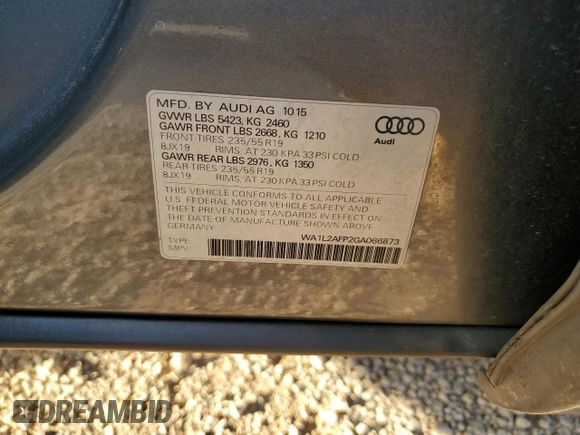 MFD. BY AUDI AG 1015
GVWR LBS 5423, KG 2460
GAWR FRONT LBS 2668, KG 1210
FRONT-TIRES 235/55 R19
8JX19 RIMS, AT 230 KPA 33 PSI COLD
GAWR REAR LBS 2976, KG 1350
REAR-TIRES 235/55 R19
8JX19 RIMS, AT 230 KPA 33 PSI COLD
THIS VEHICLE CONFORMS TO ALL APPLICABLE
U.S. FEDERAL MOTOR VEHICLE SAFETY AND
THEFT PREVENTION STANDARDS IN EFFECT ON
THE DATE OF MANUFACTURE SHOWN ABOVE
GERMANY
WA1L2AFP2GA066873
TYPE
MPV
Audi
DREAMBID